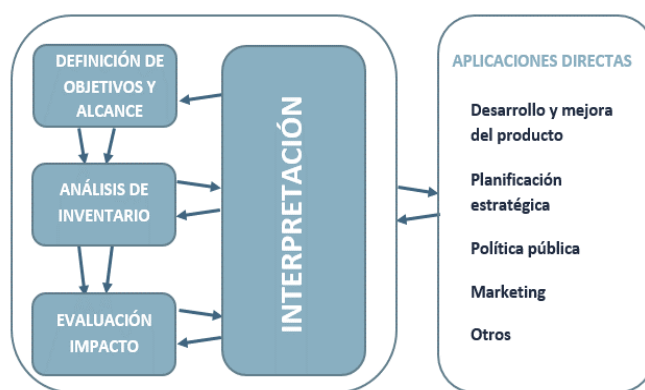 DEFINICIÓN DE
OBJETIVOS Y
ALCANCE
ANÁLISIS DE
INVENTARIO
EVALUACIÓN
IMPACTO
INTERPRETACIÓN
APLICACIONES DIRECTAS
Desarrollo y mejora
del producto
Planificación
estratégica
Política pública
Marketing
Otros